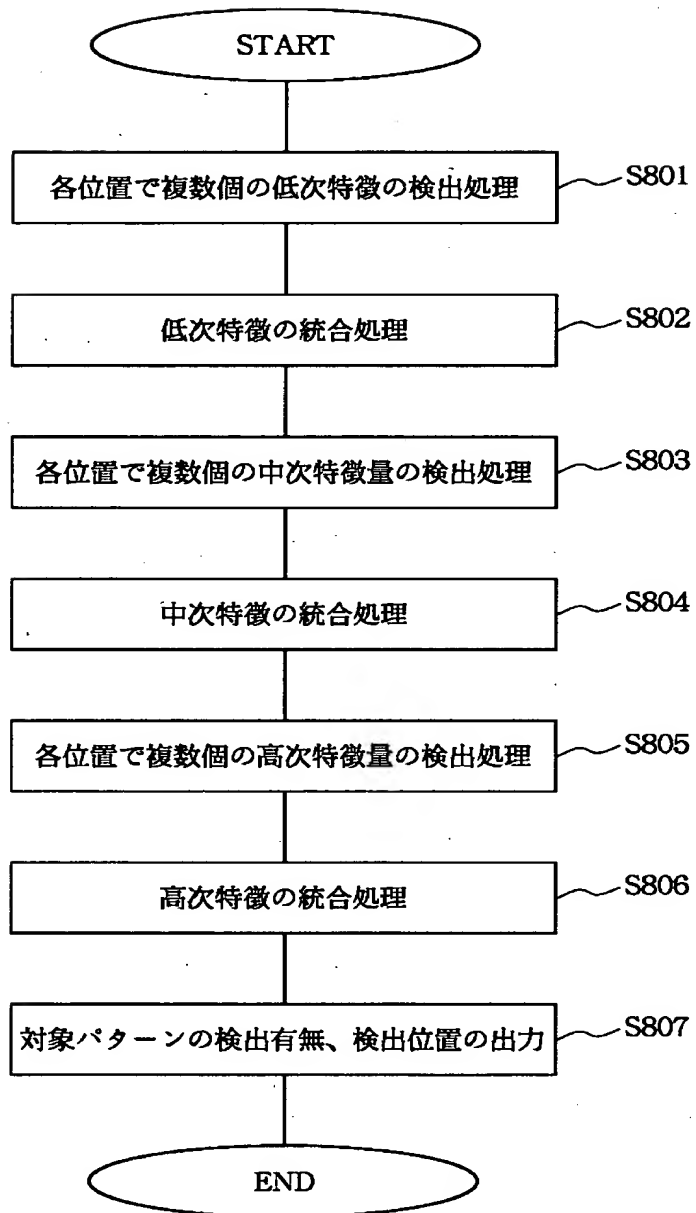 START
各位置で複数個の低次特徴の検出処理
S801
低次特徴の統合処理
S802
各位置で複数個の中次特徴量の検出処理
S803
中次特徴の統合処理
S804
各位置で複数個の高次特徴量の検出処理
S805
高次特徴の統合処理
S806
対象パターンの検出有無、検出位置の出力
S807
END